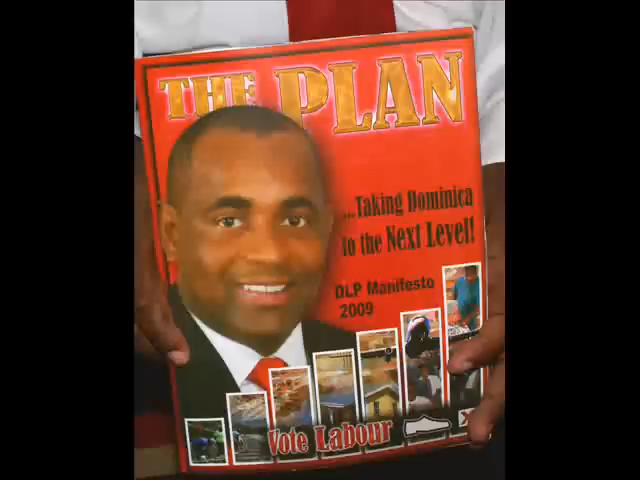 THE PLAN
...Taking Dominica
to the Next Level!
DLP Manifesto
2009
Vote Labour
X